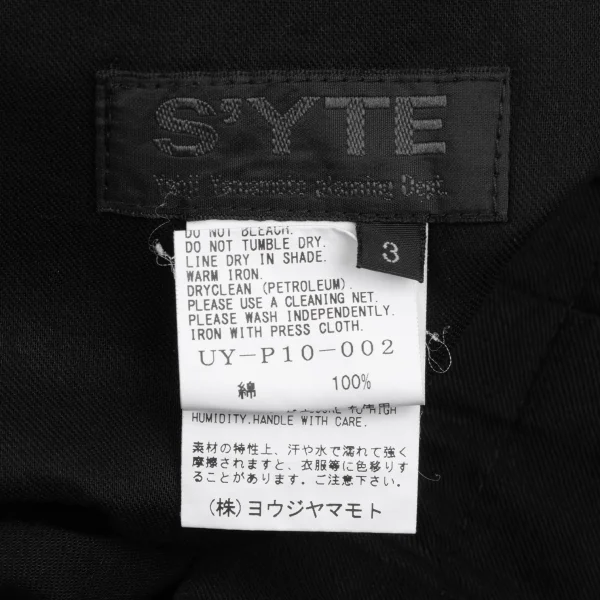 S'YTE
Yohji Yamamoto planning Dept.
3
DO NOT BLEACH.
DO NOT TUMBLE DRY.
LINE DRY IN SHADE.
WARM IRON.
DRYCLEAN (PETROLEUM).
PLEASE USE A CLEANING NET.
PLEASE WASH INDEPENDENTLY.
IRON WITH PRESS CLOTH.
UY-P10-002
綿 100%
HUMIDITY.HANDLE WITH CARE.
素材の特性上、汗や水で濡れて強く
摩擦されますと、衣服等に色移りす
ることがあります。ご注意下さい。
(株)ヨウジヤマモト